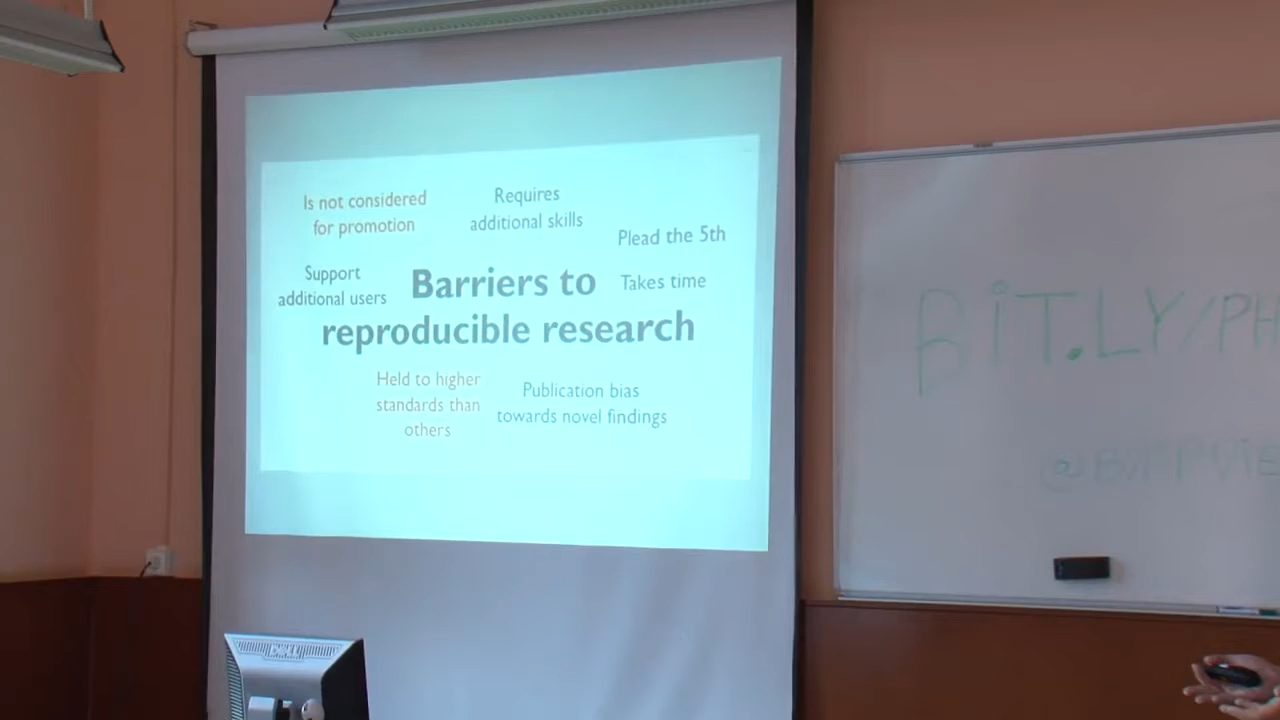 Is not considered
for promotion
Requires
additional skills
Plead the 5th
Support
additional users
Barriers to
reproducible research
Takes time
Held to higher
standards than
others
Publication bias
towards novel findings
BiT.LY/PH
DELL